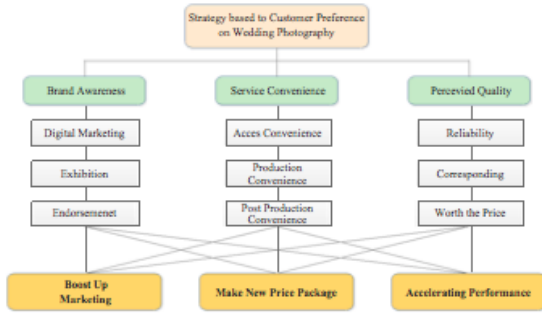 Strategy based to Customer Preference
on Wedding Photography
Brand Awareness
Service Convenience
Percevied Quality
Digital Marketing
Acces Convenience
Reliability
Exhibition
Production
Convenience
Corresponding
Endorsemenet
Post Production
Convenience
Worth the Price
Boost Up
Marketing
Make New Price Package
Accelerating Performance